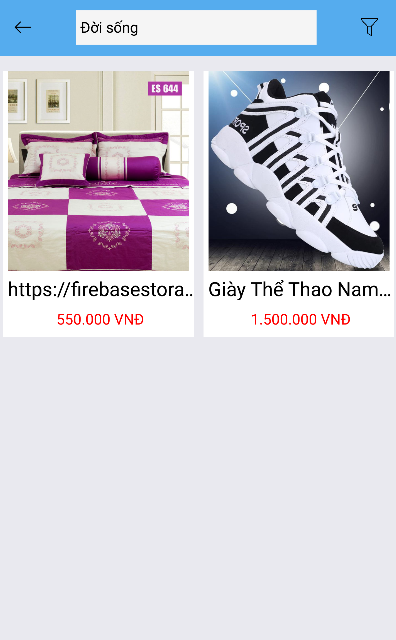 Đời sống
ES 644
https://firebasestora...
Giày Thể Thao Nam...
550.000 VNĐ
1.500.000 VNĐ